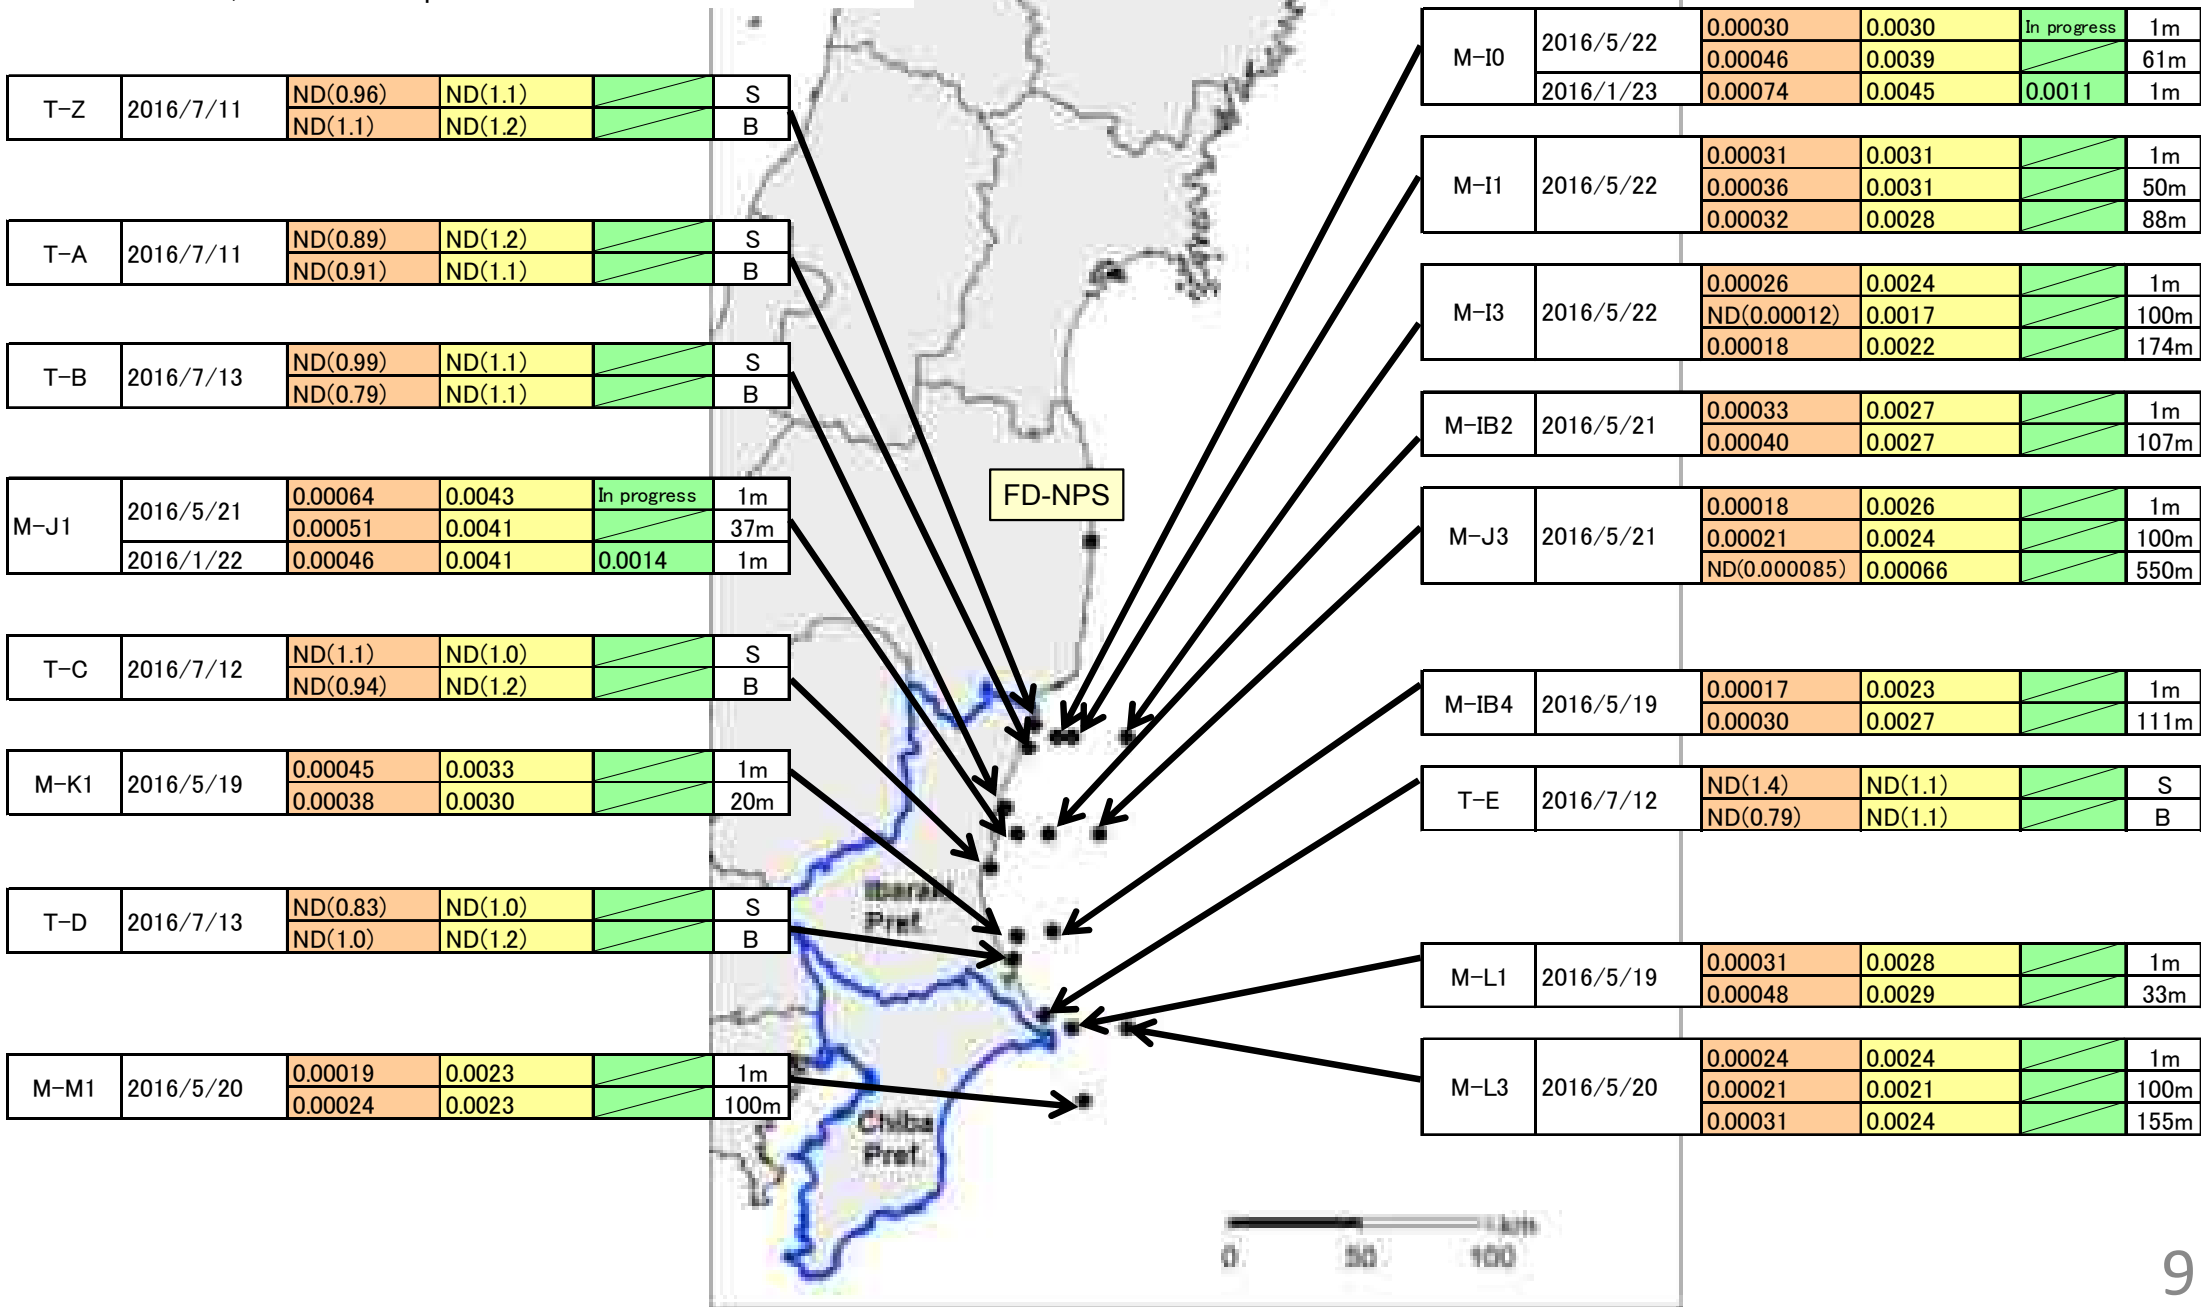 T-Z 2016/7/11 ND(0.96) ND(1.1) S
ND(1.1) ND(1.2) B
T-A 2016/7/11 ND(0.89) ND(1.2) S
ND(0.91) ND(1.1) B
T-B 2016/7/13 ND(0.99) ND(1.1) S
ND(0.79) ND(1.1) B
M-J1 2016/5/21 0.00064 0.0043 In progress 1m
0.00051 0.0041 37m
2016/1/22 0.00046 0.0041 0.0014 1m
T-C 2016/7/12 ND(1.1) ND(1.0) S
ND(0.94) ND(1.2) B
M-K1 2016/5/19 0.00045 0.0033 1m
0.00038 0.0030 20m
T-D 2016/7/13 ND(0.83) ND(1.0) S
ND(1.0) ND(1.2) B
M-M1 2016/5/20 0.00019 0.0023 1m
0.00024 0.0023 100m
FD-NPS
Ibaraki
Pref.
Chiba
Pref.
km
0 50 100
M-I0 2016/5/22 0.00030 0.0030 In progress 1m
0.00046 0.0039 61m
2016/1/23 0.00074 0.0045 0.0011 1m
M-I1 2016/5/22 0.00031 0.0031 1m
0.00036 0.0031 50m
0.00032 0.0028 88m
M-I3 2016/5/22 0.00026 0.0024 1m
ND(0.00012) 0.0017 100m
0.00018 0.0022 174m
M-IB2 2016/5/21 0.00033 0.0027 1m
0.00040 0.0027 107m
M-J3 2016/5/21 0.00018 0.0026 1m
0.00021 0.0024 100m
ND(0.000085) 0.00066 550m
M-IB4 2016/5/19 0.00017 0.0023 1m
0.00030 0.0027 111m
T-E 2016/7/12 ND(1.4) ND(1.1) S
ND(0.79) ND(1.1) B
M-L1 2016/5/19 0.00031 0.0028 1m
0.00048 0.0029 33m
M-L3 2016/5/20 0.00024 0.0024 1m
0.00021 0.0021 100m
0.00031 0.0024 155m
9